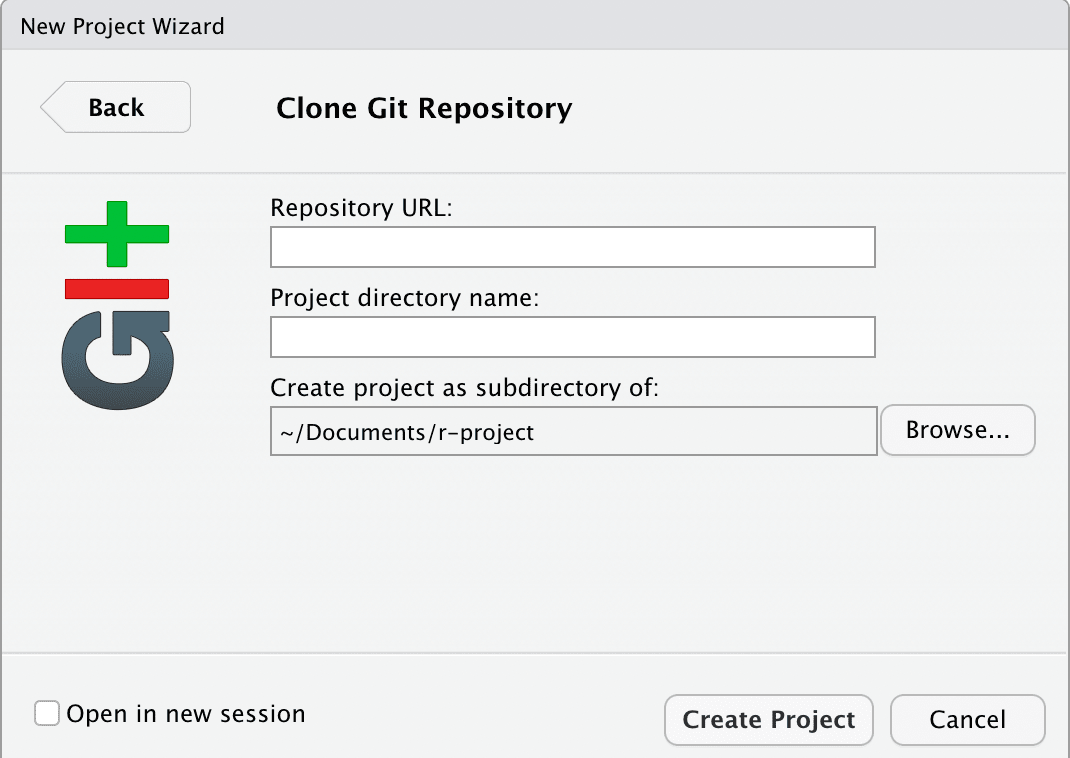 New Project Wizard
Back
Clone Git Repository
GIT
Repository URL:
Project directory name:
Create project as subdirectory of:
~/Documents/r-project
Browse...
Open in new session
Create Project
Cancel